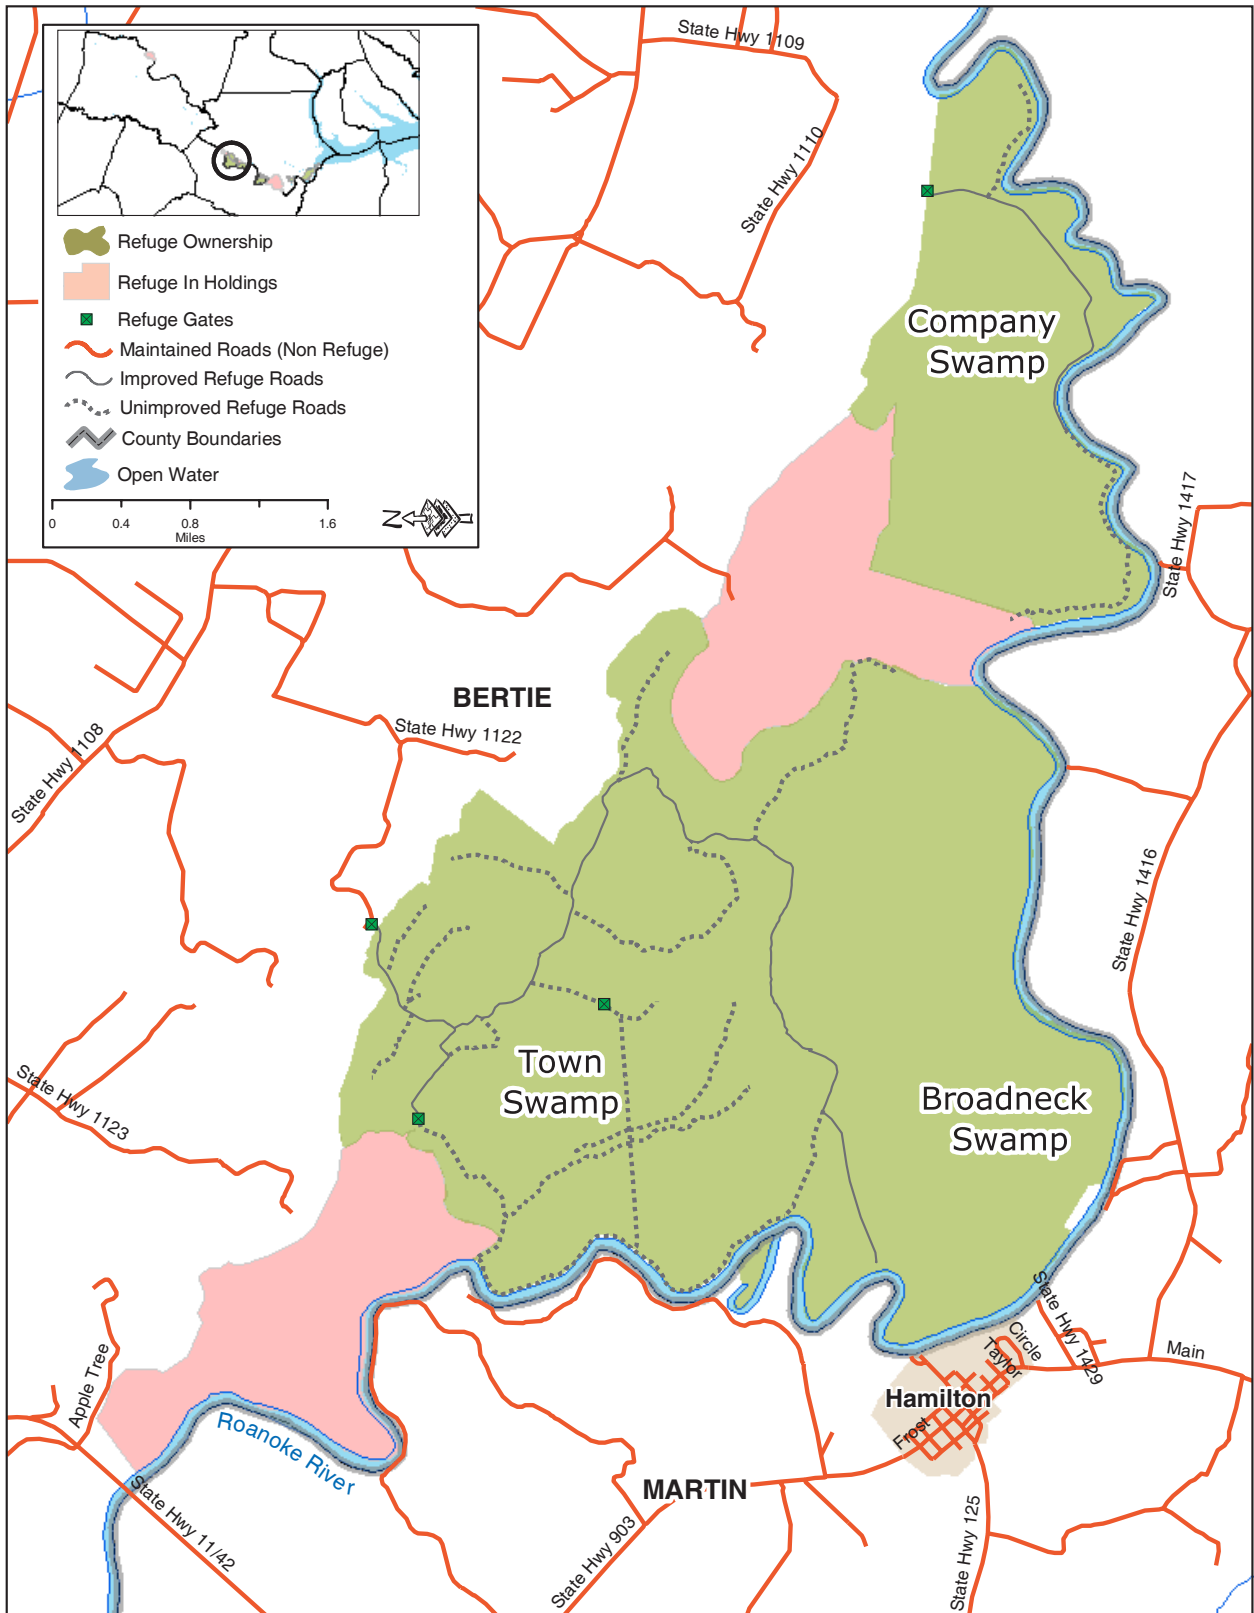 Refuge Ownership
Refuge In Holdings
Refuge Gates
Maintained Roads (Non Refuge)
Improved Refuge Roads
Unimproved Refuge Roads
County Boundaries
Open Water
0 0.4 0.8 1.6
Miles
N
State Hwy 1109
State Hwy 1110
Company
Swamp
State Hwy 1417
BERTIE
State Hwy 1122
State Hwy 1108
State Hwy 1416
Town
Swamp
Broadneck
Swamp
State Hwy 1123
State Hwy 1429
Circle
Taylor
Main
Apple Tree
Hamilton
Frost
Roanoke River
MARTIN
State Hwy 11/42
State Hwy 903
State Hwy 125